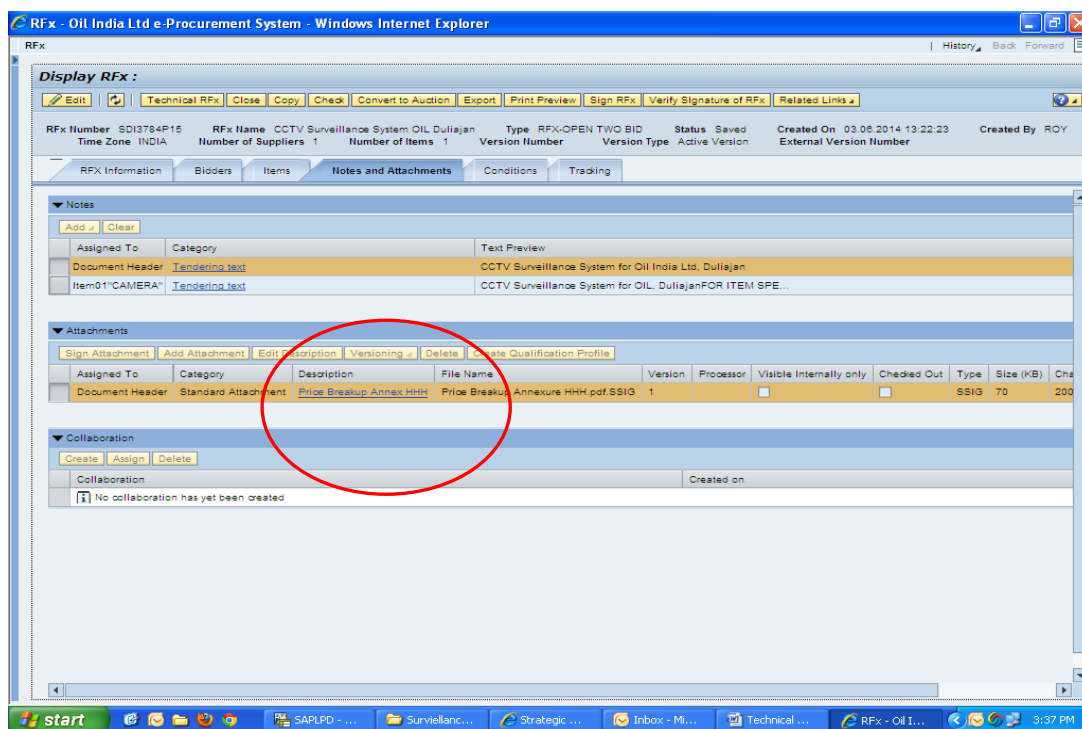 RFx - Oil India Ltd e-Procurement System - Windows Internet Explorer
RFx | History Back Forward
Display RFx :
Edit | | Technical RFx Close Copy Check Convert to Auction Export Print Preview Sign RFx Verify Signature of RFx Related Links
RFx Number SDI3784P15 RFx Name CCTV Surveillance System OIL Duliajan Type RFX-OPEN TWO BID Status Saved Created On 03.06.2014 13:22:23 Created By ROY
Time Zone INDIA Number of Suppliers 1 Number of Items 1 Version Number Version Type Active Version External Version Number
RFX Information Bidders Items Notes and Attachments Conditions Tracking
Notes
Add Clear
Assigned To Category Text Preview
Document Header Tendering text CCTV Surveillance System for Oil India Ltd, Duliajan
Item01"CAMERA" Tendering text CCTV Surveillance System for OIL, DuliajanFOR ITEM SPE...
Attachments
Sign Attachment Add Attachment Edit Description Versioning Delete Create Qualification Profile
Assigned To Category Description File Name Version Processor Visible Internally only Checked Out Type Size (KB) Cha
Document Header Standard Attachment Price Breakup Annex HHH Price Breakup Annexure HHH.pdf.SSIG 1 SSIG 70 200
Collaboration
Create Assign Delete
Collaboration Created on
No collaboration has yet been created
start SAPLPD - ... Surviellanc... Strategic ... Inbox - Mi... Technical ... RFx - Oil I... 3:37 PM